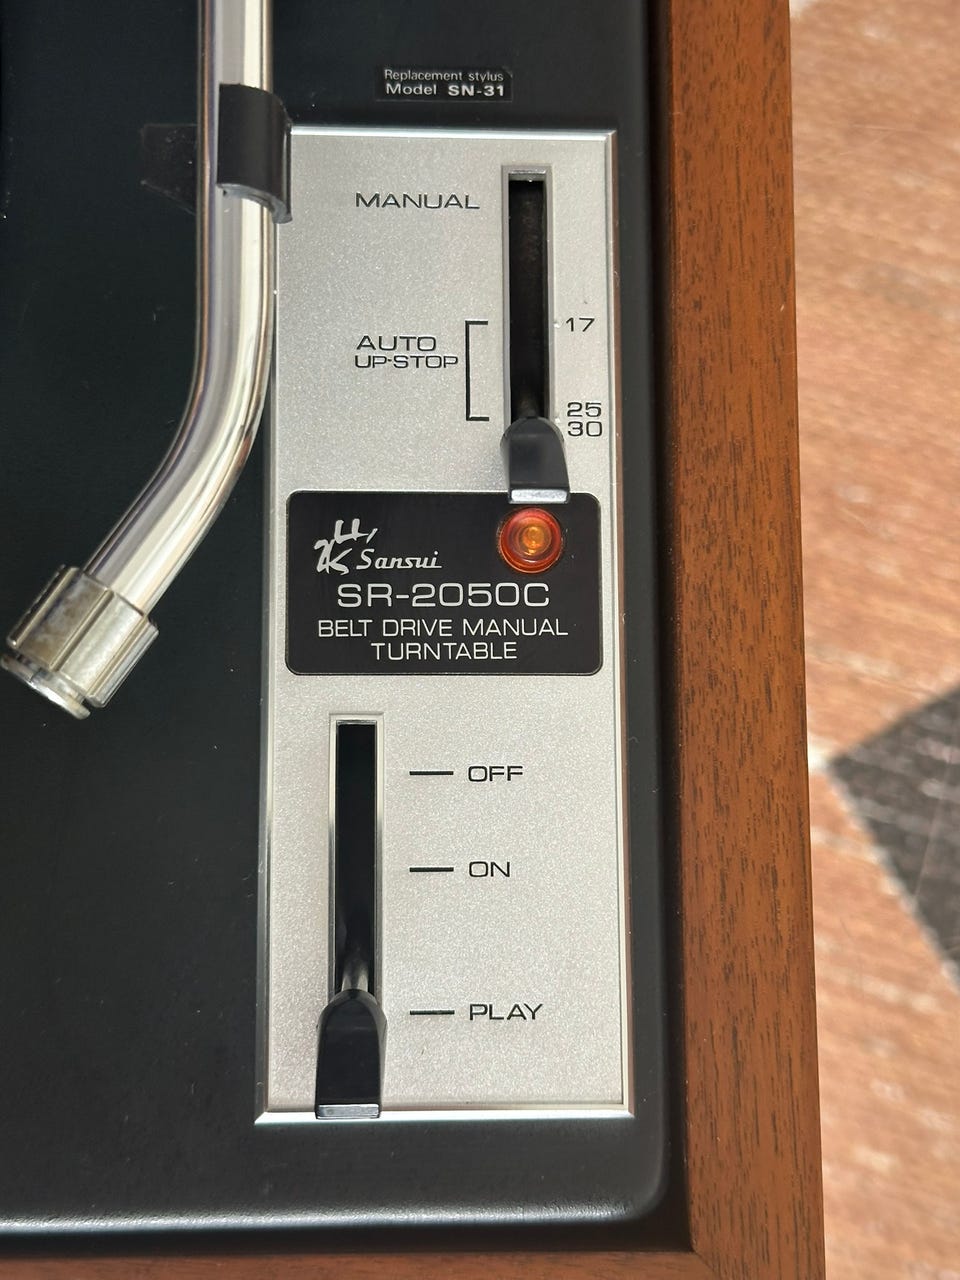 Replacement stylus
Model SN-31
MANUAL
17
AUTO
UP-STOP
25
30
Sansui
SR-2050C
BELT DRIVE MANUAL
TURNTABLE
OFF
ON
PLAY